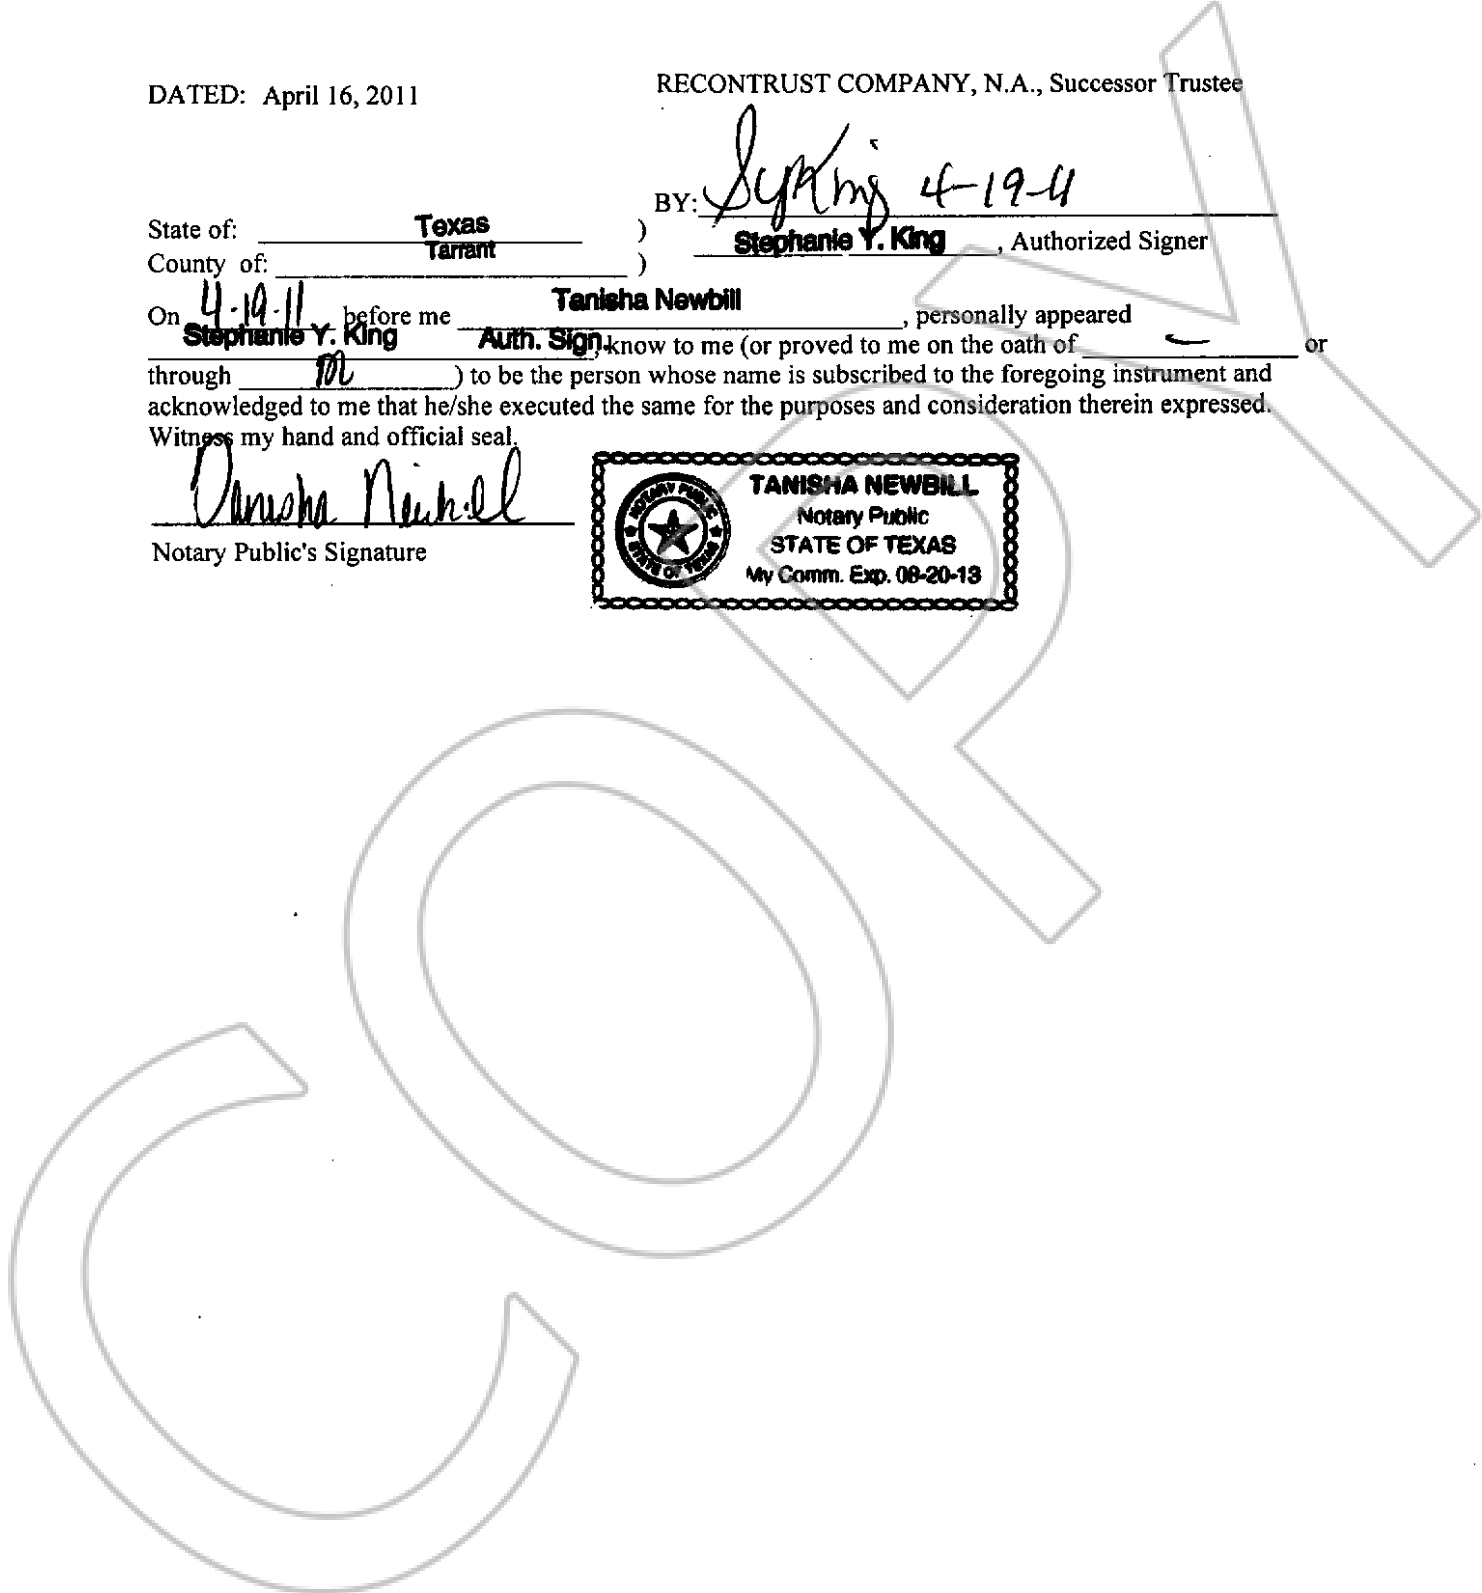 DATED: April 16, 2011
RECONTRUST COMPANY, N.A., Successor Trustee
BY: SyKing 4-19-11
Stephanie Y. King, Authorized Signer
State of: Texas )
County of: Tarrant )
On 4-19-11 before me Tanisha Newbill, personally appeared
Stephanie Y. King Auth. Sign., know to me (or proved to me on the oath of or
through ) to be the person whose name is subscribed to the foregoing instrument and
acknowledged to me that he/she executed the same for the purposes and consideration therein expressed.
Witness my hand and official seal.
Tanisha Newbill
Notary Public's Signature
NOTARY PUBLIC
STATE OF TEXAS
TANISHA NEWBILL
Notary Public
STATE OF TEXAS
My Comm. Exp. 08-20-13
COPY